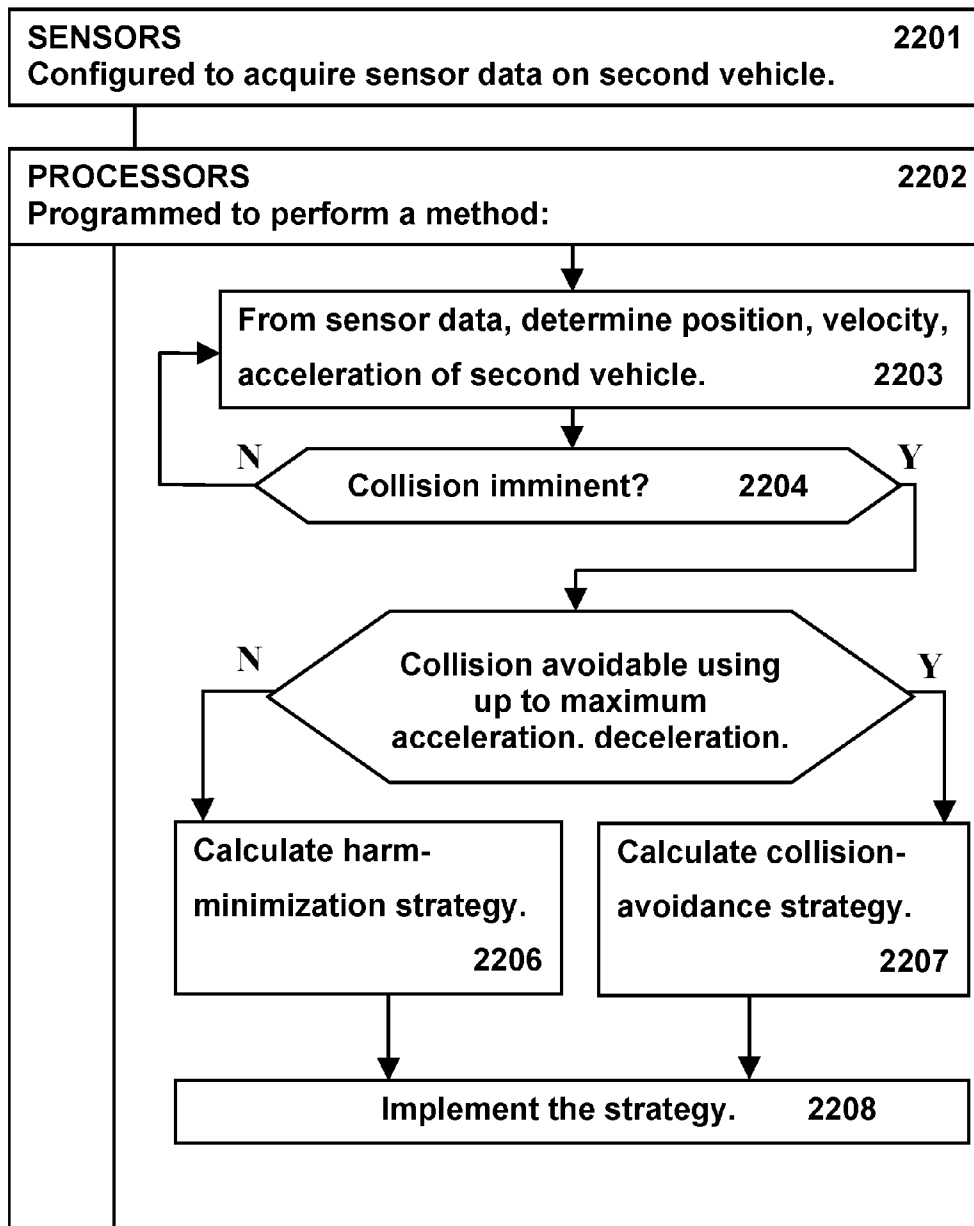 SENSORS 2201
Configured to acquire sensor data on second vehicle.
PROCESSORS 2202
Programmed to perform a method:
From sensor data, determine position, velocity,
acceleration of second vehicle. 2203
N
Y
Collision imminent? 2204
N
Y
Collision avoidable using
up to maximum
acceleration. deceleration.
Calculate harm-
minimization strategy.
2206
Calculate collision-
avoidance strategy.
2207
Implement the strategy. 2208